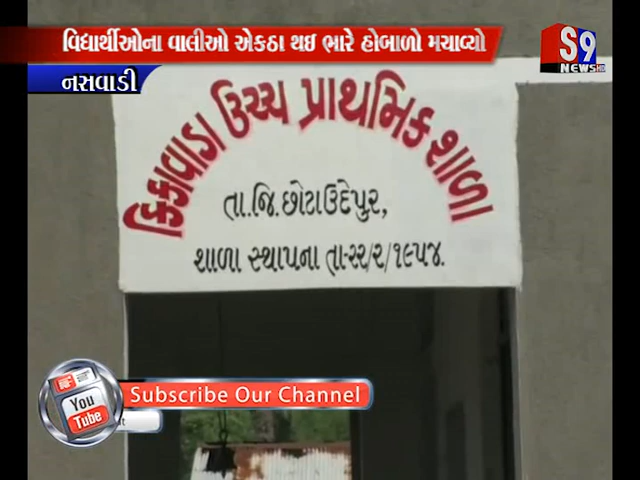 વિદ્યાર્થીઓના વાલીઓ એકઠા થઇ ભારે હોબાળો મચાવ્યો
S9
NEWS
નસવાડી
કિકાવાડા ઉચ્ચ પ્રાથમિક શાળા
તા.જિ.છોટાઉદેપુર,
શાળા સ્થાપના તા-૨૨/૨/૧૯૫૪.
Subscribe Our Channel
You
Tube